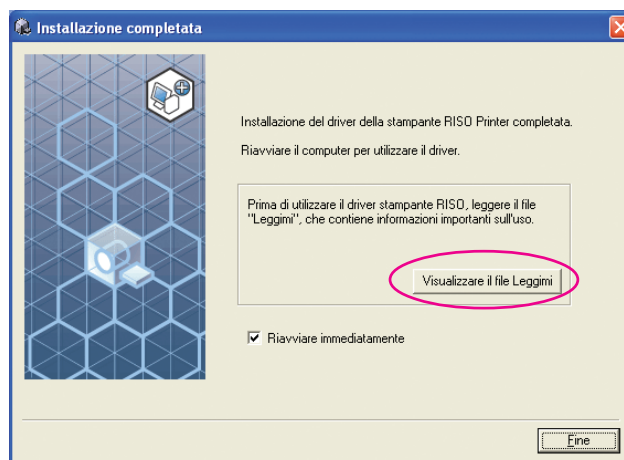 Installazione completata
Installazione del driver della stampante RISO Printer completata.
Riavviare il computer per utilizzare il driver.
Prima di utilizzare il driver stampante RISO, leggere il file
"Leggimi", che contiene informazioni importanti sull'uso.
Visualizzare il file Leggimi
Riavviare immediatamente
Fine